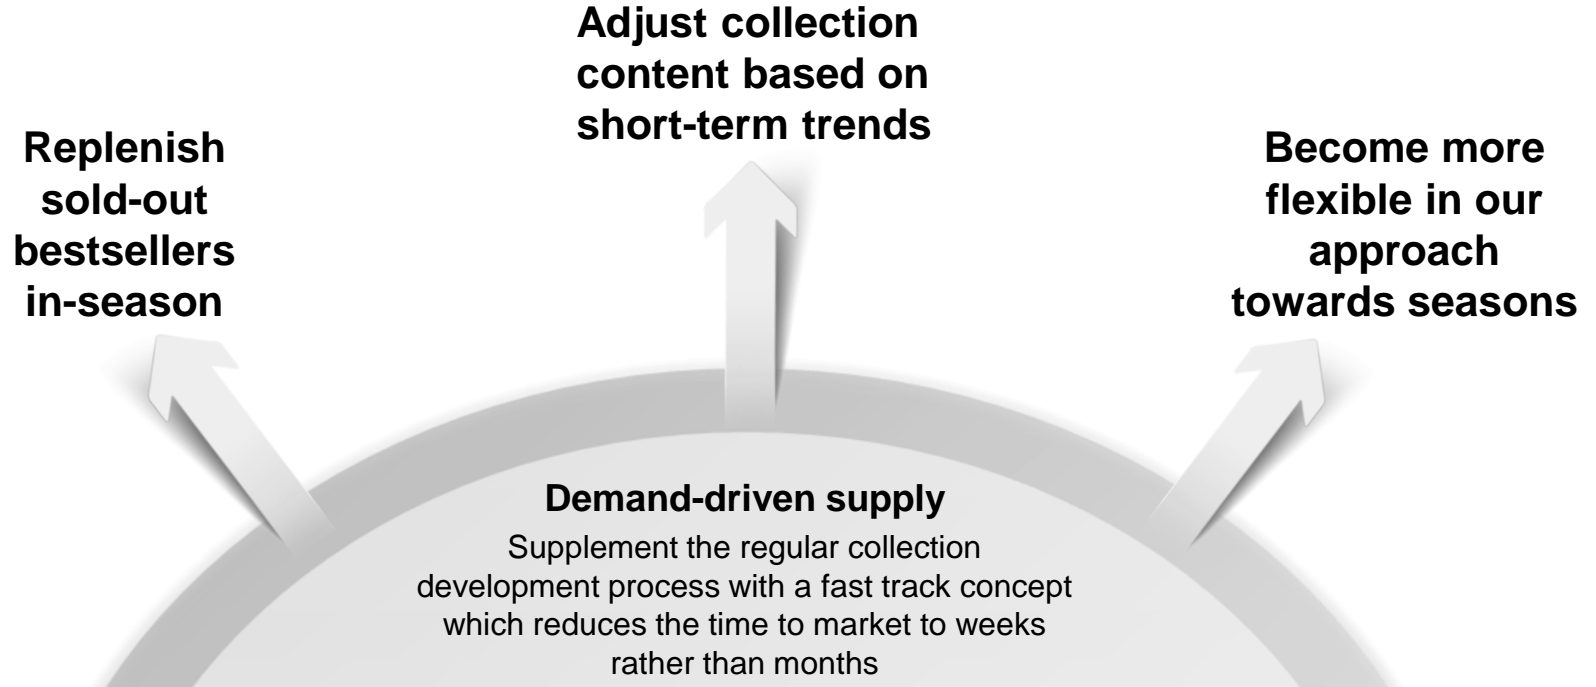 Adjust collection
content based on
short-term trends
Replenish
sold-out
bestsellers
in-season
Become more
flexible in our
approach
towards seasons
Demand-driven supply
Supplement the regular collection
development process with a fast track concept
which reduces the time to market to weeks
rather than months